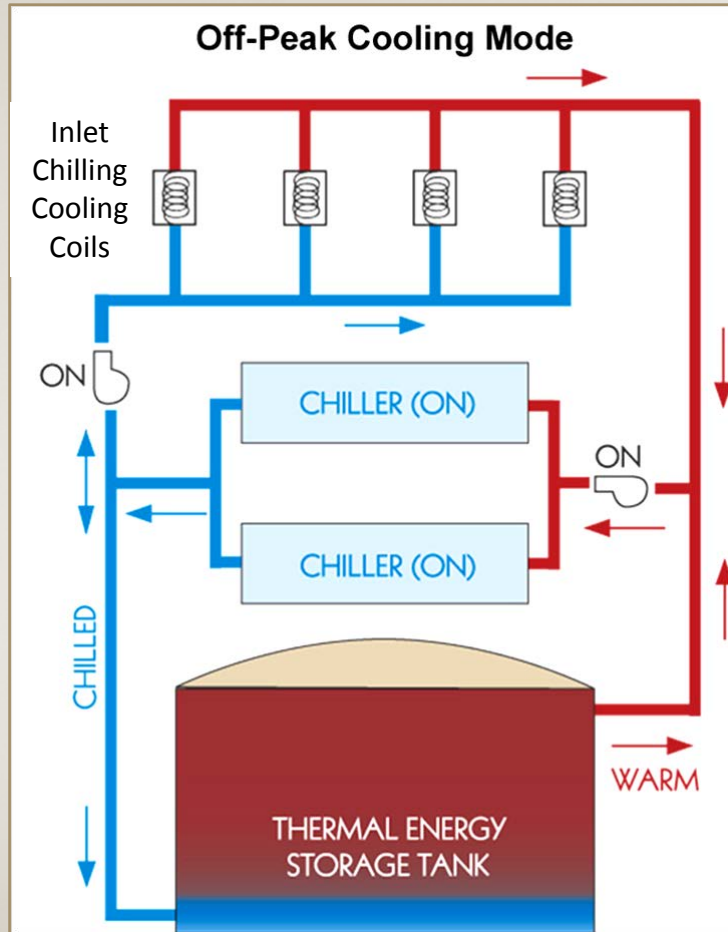 Off-Peak Cooling Mode
Inlet
Chilling
Cooling
Coils
ON
CHILLER (ON)
ON
CHILLER (ON)
CHILLED
WARM
THERMAL ENERGY
STORAGE TANK